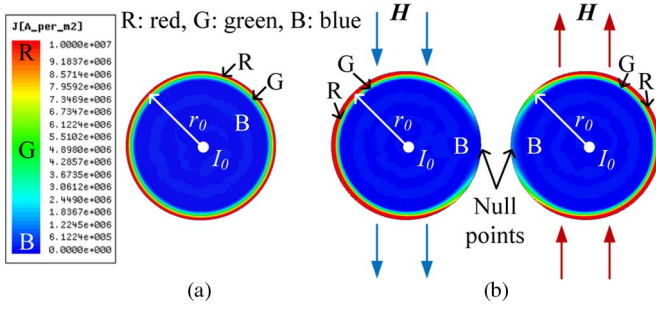 J[A_per_m2]
R: red, G: green, B: blue
R
G
B
1.0000e+007
9.1837e+006
8.5714e+006
7.9592e+006
7.3469e+006
6.7347e+006
6.1224e+006
5.5102e+006
4.8980e+006
4.2857e+006
3.6735e+006
3.0612e+006
2.4490e+006
1.8367e+006
1.2245e+006
6.1224e+005
0.0000e+000
R
G
B
r0
I0
(a)
H
G
R
r0
B
I0
H
G
R
r0
B
I0
Null
points
(b)